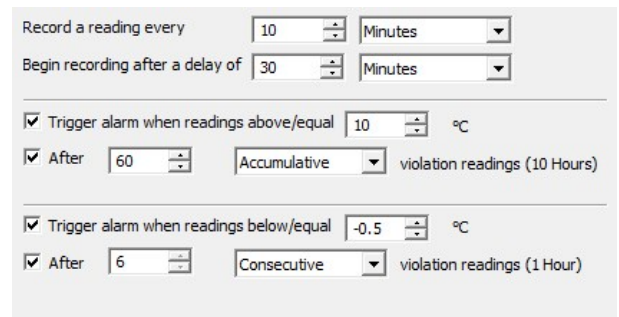 Record a reading every 10 Minutes
Begin recording after a delay of 30 Minutes
Trigger alarm when readings above/equal 10 ºC
After 60 Accumulative violation readings (10 Hours)
Trigger alarm when readings below/equal -0.5 ºC
After 6 Consecutive violation readings (1 Hour)